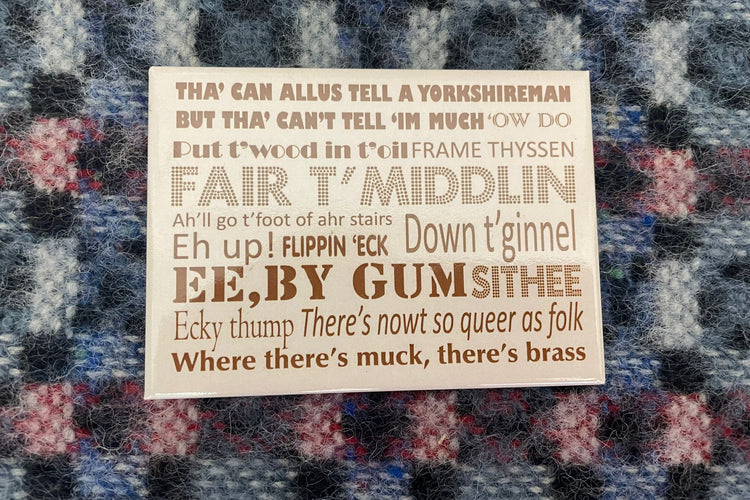 THA' CAN ALLUS TELL A YORKSHIREMAN
BUT THA' CAN'T TELL 'IM MUCH 'OW DO
Put t'wood in t'oil FRAME THYSSEN
FAIR T'MIDDLIN
Ah'll go t'foot of ahr stairs
Eh up! FLIPPIN 'ECK Down t'ginnel
EE, BY GUM SITHEE
Ecky thump There's nowt so queer as folk
Where there's muck, there's brass